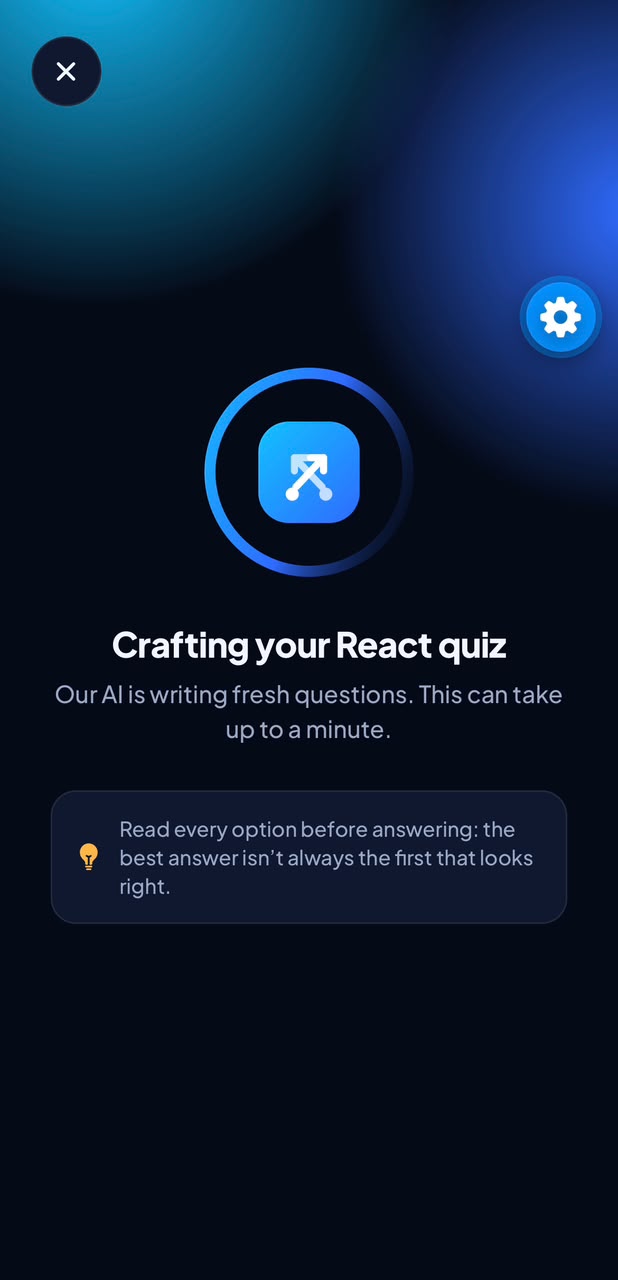 Crafting your React quiz
Our AI is writing fresh questions. This can take
up to a minute.
Read every option before answering: the
best answer isn’t always the first that looks
right.